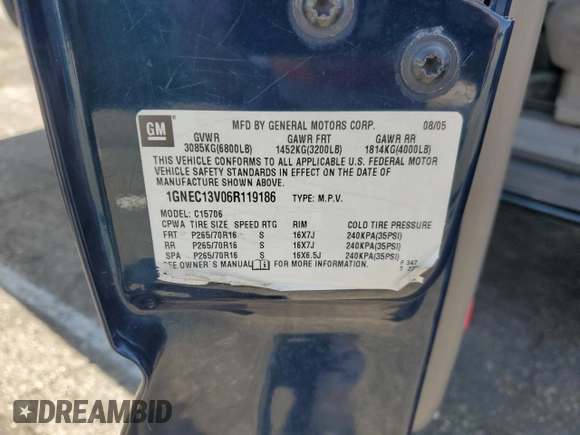 GM
MFD BY GENERAL MOTORS CORP. 08/05
GVWR GAWR FRT GAWR RR
3085KG(6800LB) 1452KG(3200LB) 1814KG(4000LB)
THIS VEHICLE CONFORMS TO ALL APPLICABLE U.S. FEDERAL MOTOR
VEHICLE SAFETY STANDARDS IN EFFECT ON THE DATE OF
MANUFACTURE SHOWN ABOVE.
1GNEC13V06R119186 TYPE: M.P.V.
MODEL: C15706
CPWA TIRE SIZE SPEED RTG RIM COLD TIRE PRESSURE
FRT P265/70R16 S 16X7J 240KPA(35PSI)
RR P265/70R16 S 16X7J 240KPA(35PSI)
SPA P265/70R16 S 16X6.5J 240KPA(35PSI)
SEE OWNER'S MANUAL FOR MORE INFORMATION. F 347
DREAMBID